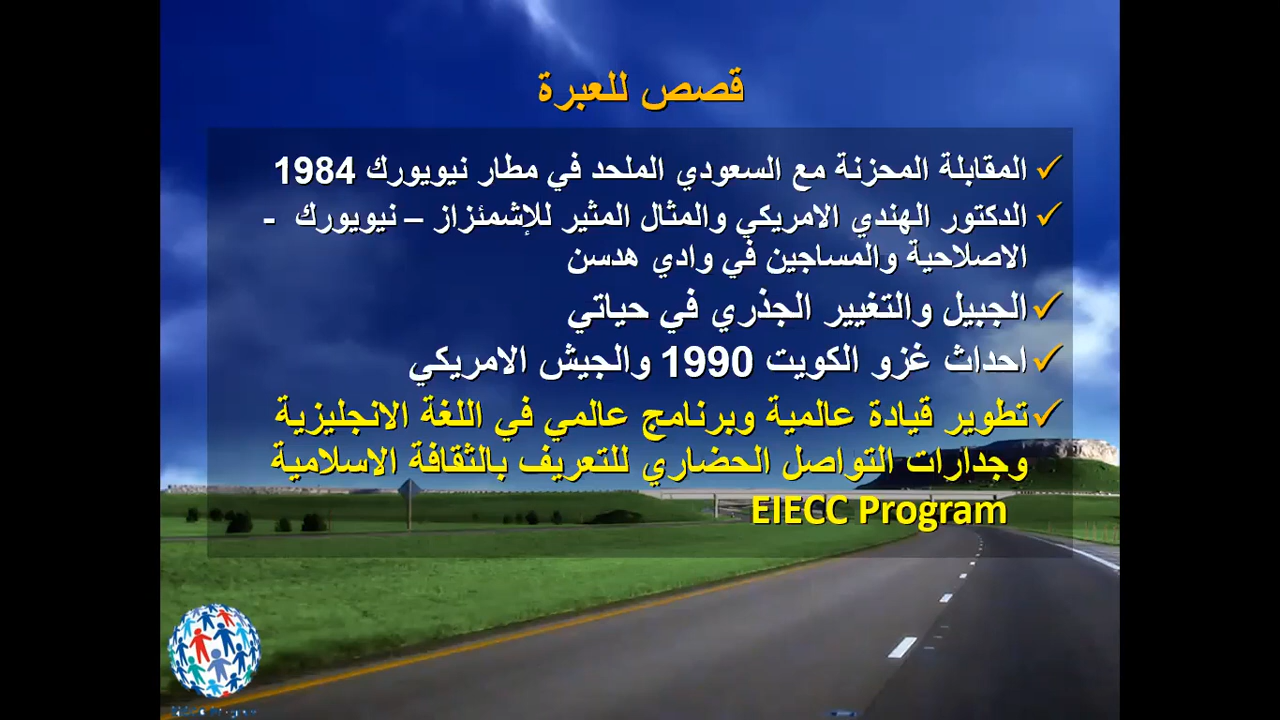 قصص للعبرة
المقابلة المحزنة مع السعودي الملحد في مطار نيويورك 1984
الدكتور الهندي الامريكي والمثال المثير للإشمئزاز – نيويورك -
الاصلاحية والمساجين في وادي هدسن
الجبيل والتغيير الجذري في حياتي
احداث غزو الكويت 1990 والجيش الامريكي
تطوير قيادة عالمية وبرنامج عالمي في اللغة الانجليزية
وجدارات التواصل الحضاري للتعريف بالثقافة الاسلامية
EIECC Program